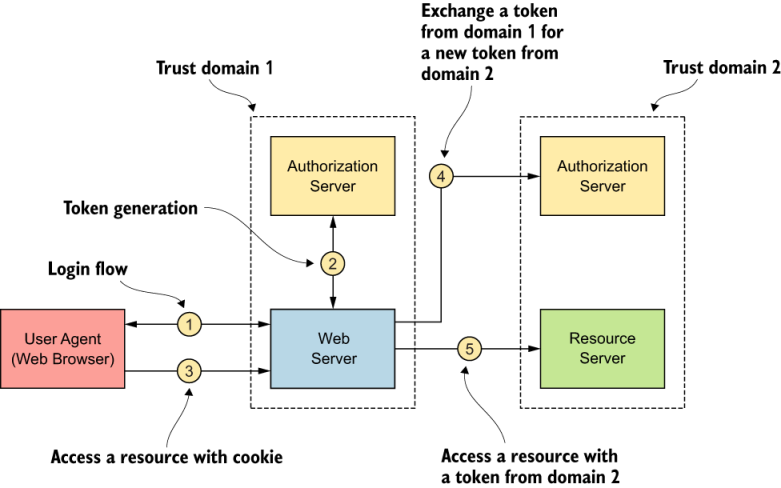 Exchange a token
from domain 1 for
a new token from
domain 2
Trust domain 1
Trust domain 2
Authorization
Server
4
Authorization
Server
Token generation
2
Login flow
User Agent
(Web Browser)
1
3
Web
Server
5
Resource
Server
Access a resource with cookie
Access a resource with
a token from domain 2